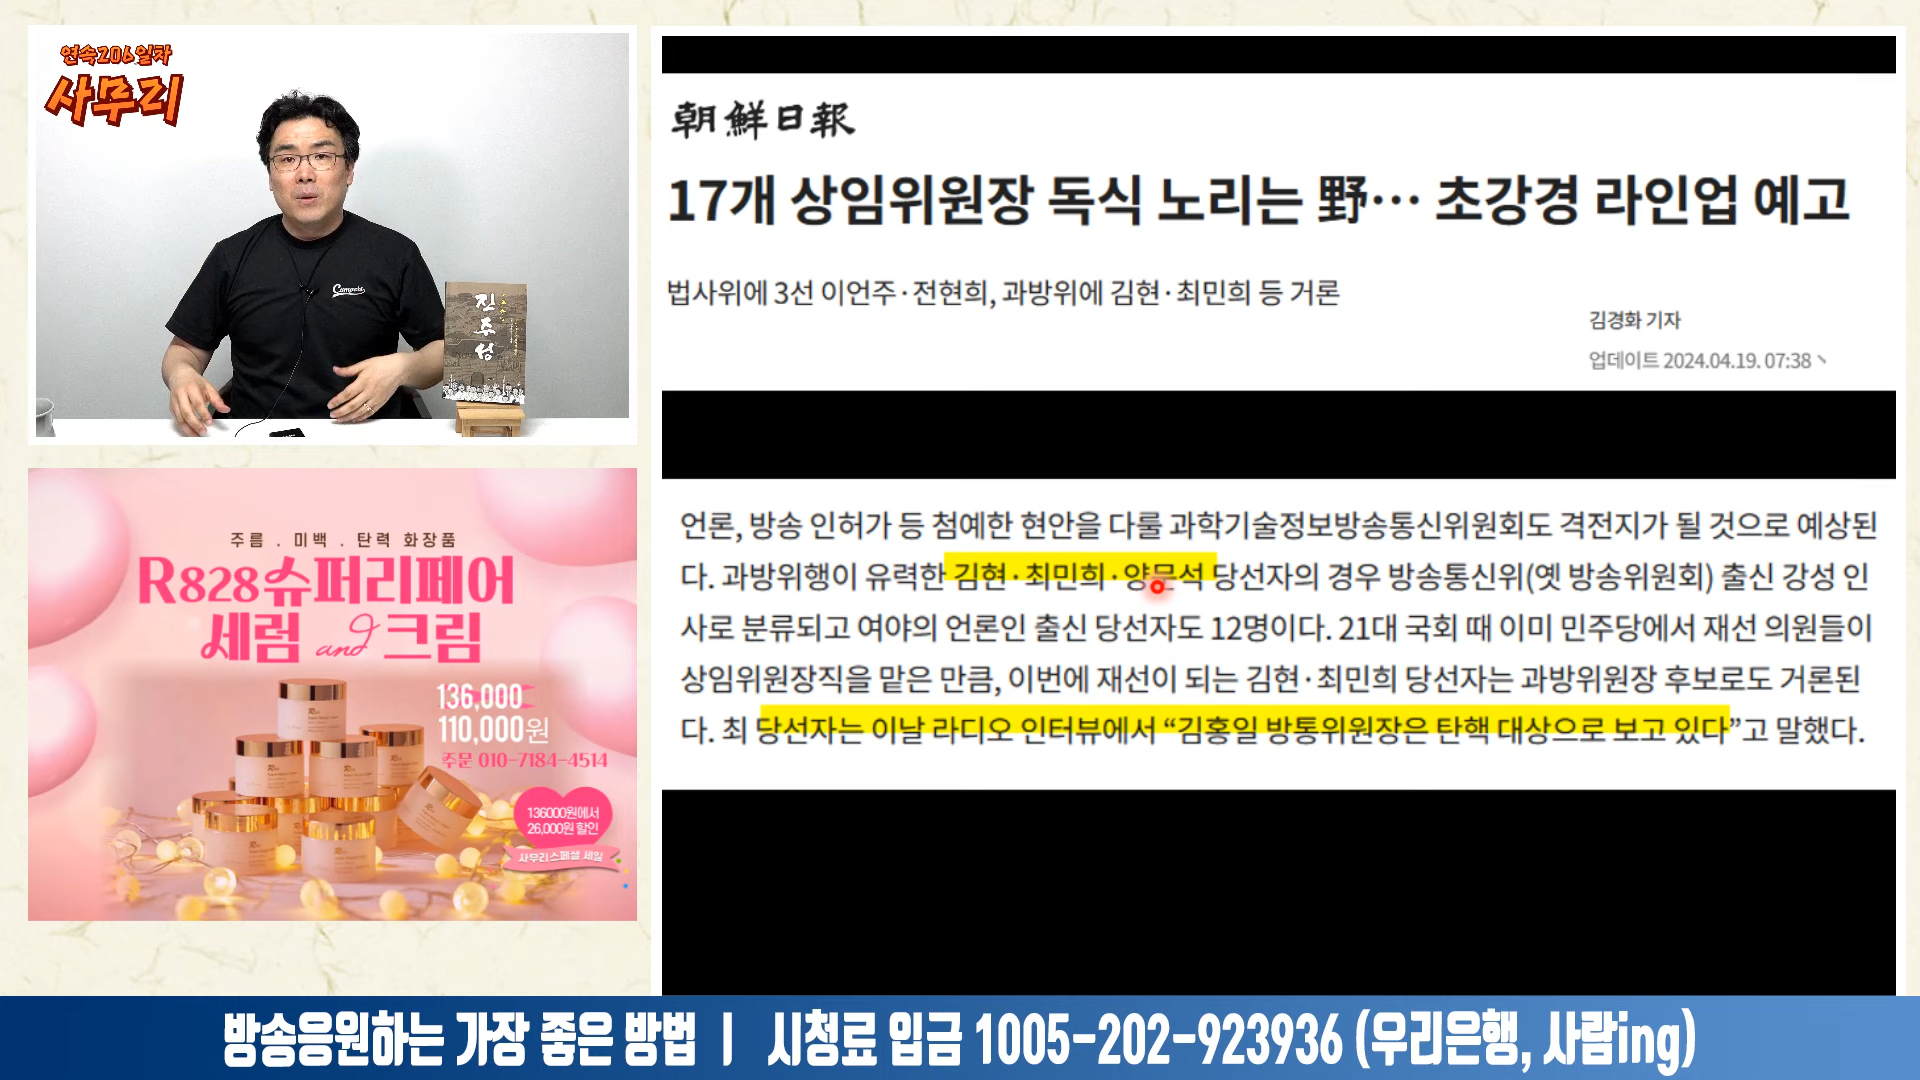 연속206일차
사무리
Campers
진주성
朝鮮日報
17개 상임위원장 독식 노리는 野… 초강경 라인업 예고
법사위에 3선 이언주·전현희, 과방위에 김현·최민희 등 거론
김경화 기자
업데이트 2024.04.19. 07:38
언론, 방송 인허가 등 첨예한 현안을 다룰 과학기술정보방송통신위원회도 격전지가 될 것으로 예상된
다. 과방위행이 유력한 김현·최민희·양문석 당선자의 경우 방송통신위(옛 방송위원회) 출신 강성 인
사로 분류되고 여야의 언론인 출신 당선자도 12명이다. 21대 국회 때 이미 민주당에서 재선 의원들이
상임위원장직을 맡은 만큼, 이번에 재선이 되는 김현·최민희 당선자는 과방위원장 후보로도 거론된
다. 최 당선자는 이날 라디오 인터뷰에서 “김홍일 방통위원장은 탄핵 대상으로 보고 있다”고 말했다.
주름 . 미백 . 탄력 화장품
R828슈퍼리페어
세럼 and 크림
136,000
110,000원
주문 010-7184-4514
136000원에서
26,000원 할인
사무리스페셜 세일
방송응원하는 가장 좋은 방법 | 시청료 입금 1005-202-923936 (우리은행, 사람ing)